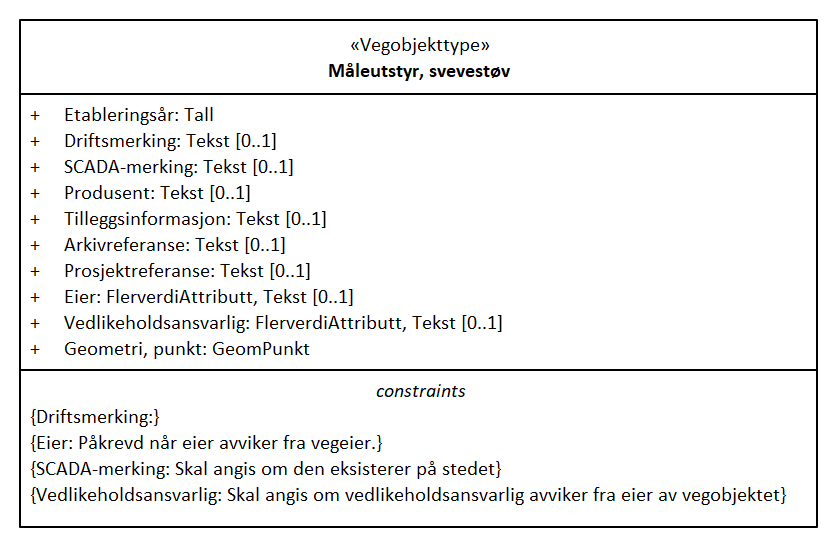 «Vegobjekttype»
Måleutstyr, svevestøv
+ Etableringsår: Tall
+ Driftsmerking: Tekst [0..1]
+ SCADA-merking: Tekst [0..1]
+ Produsent: Tekst [0..1]
+ Tilleggsinformasjon: Tekst [0..1]
+ Arkivreferanse: Tekst [0..1]
+ Prosjektreferanse: Tekst [0..1]
+ Eier: FlerverdiAttributt, Tekst [0..1]
+ Vedlikeholdsansvarlig: FlerverdiAttributt, Tekst [0..1]
+ Geometri, punkt: GeomPunkt
constraints
{Driftsmerking:}
{Eier: Påkrevd når eier avviker fra vegeier.}
{SCADA-merking: Skal angis om den eksisterer på stedet}
{Vedlikeholdsansvarlig: Skal angis om vedlikeholdsansvarlig avviker fra eier av vegobjektet}